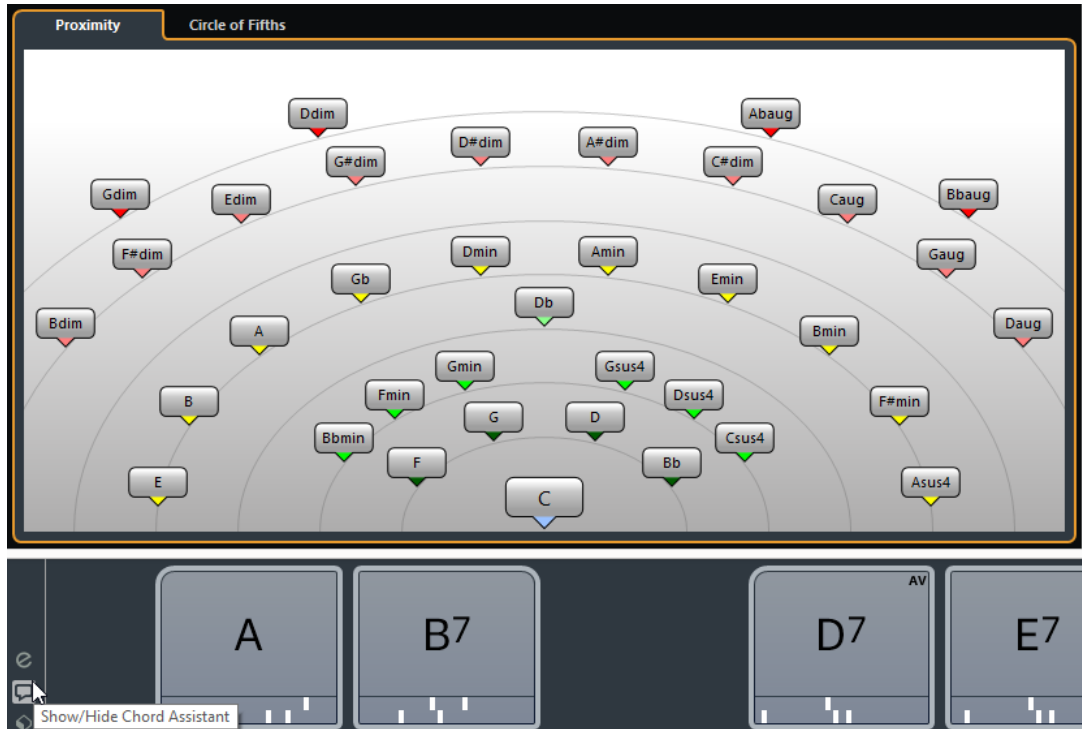 Proximity Circle of Fifths
Ddim Abaug
D#dim A#dim
G#dim C#dim
Gdim Edim Caug Bbaug
F#dim Dmin Amin Gaug
Gb Emin
Db
Bdim A Bmin Daug
Gmin Gsus4
B Fmin Dsus4 F#min
G D
Bbmin Csus4
F Bb
E Asus4
C
AV
A B7 D7 E7
Show/Hide Chord Assistant